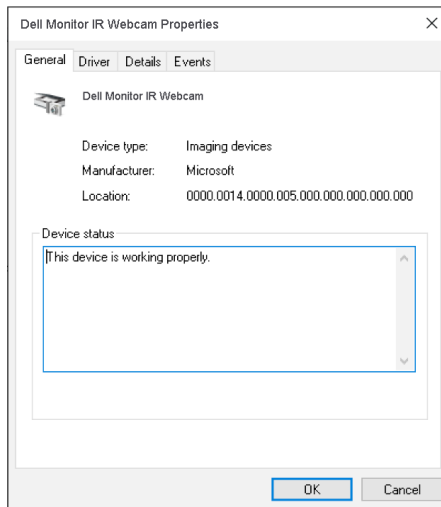 Dell Monitor IR Webcam Properties
General Driver Details Events
Dell Monitor IR Webcam
Device type: Imaging devices
Manufacturer: Microsoft
Location: 0000.0014.0000.005.000.000.000.000.000
Device status
This device is working properly.
OK Cancel